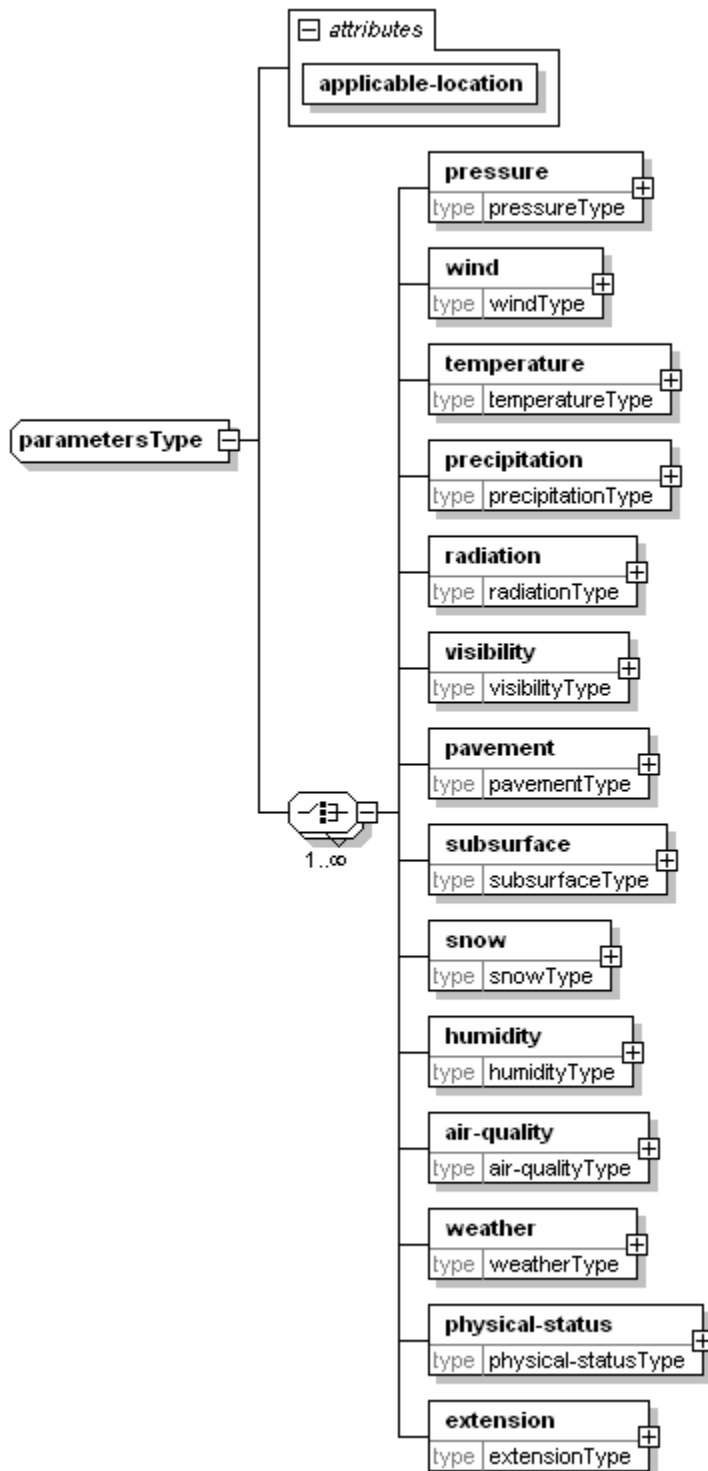 attributes
applicable-location
pressure
type pressureType
wind
type windType
temperature
type temperatureType
parametersType
precipitation
type precipitationType
radiation
type radiationType
visibility
type visibilityType
pavement
type pavementType
1..∞
subsurface
type subsurfaceType
snow
type snowType
humidity
type humidityType
air-quality
type air-qualityType
weather
type weatherType
physical-status
type physical-statusType
extension
type extensionType